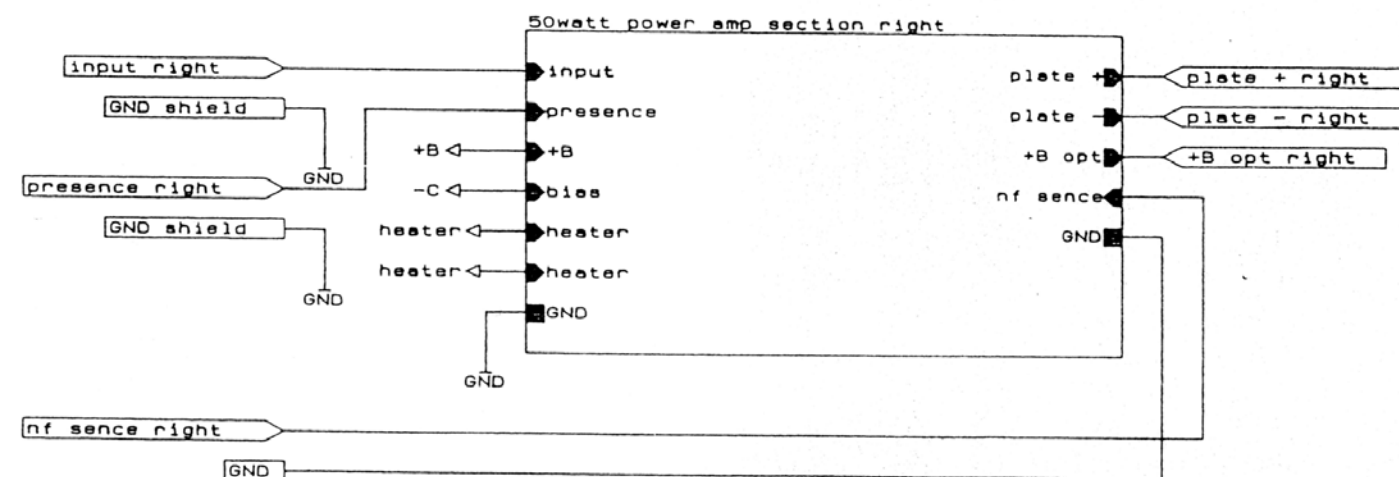 50watt power amp section right
input right
input
plate +
plate + right
GND shield
presence
plate -
plate - right
+B
+B
+B opt
+B opt right
GND
presence right
-C
bias
nf sence
GND shield
heater
heater
GND
heater
heater
GND
GND
GND
nf sence right
GND